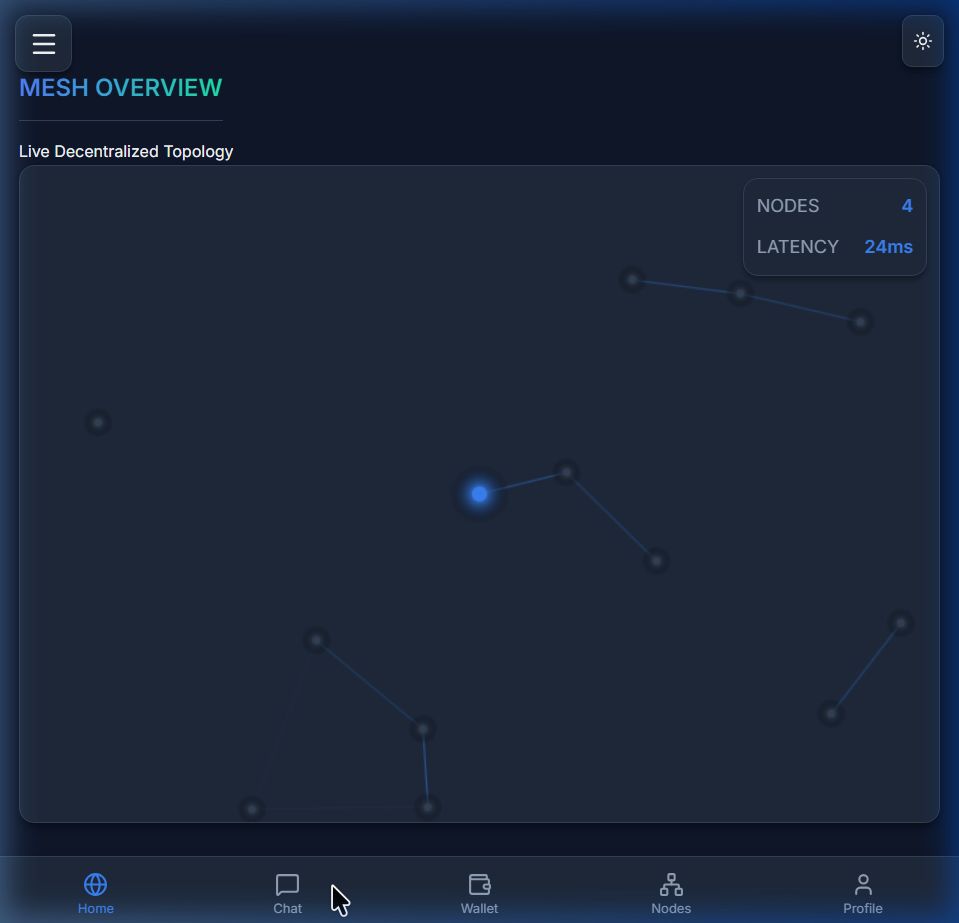 MESH OVERVIEW
Live Decentralized Topology
NODES 4
LATENCY 24ms
Home Chat Wallet Nodes Profile